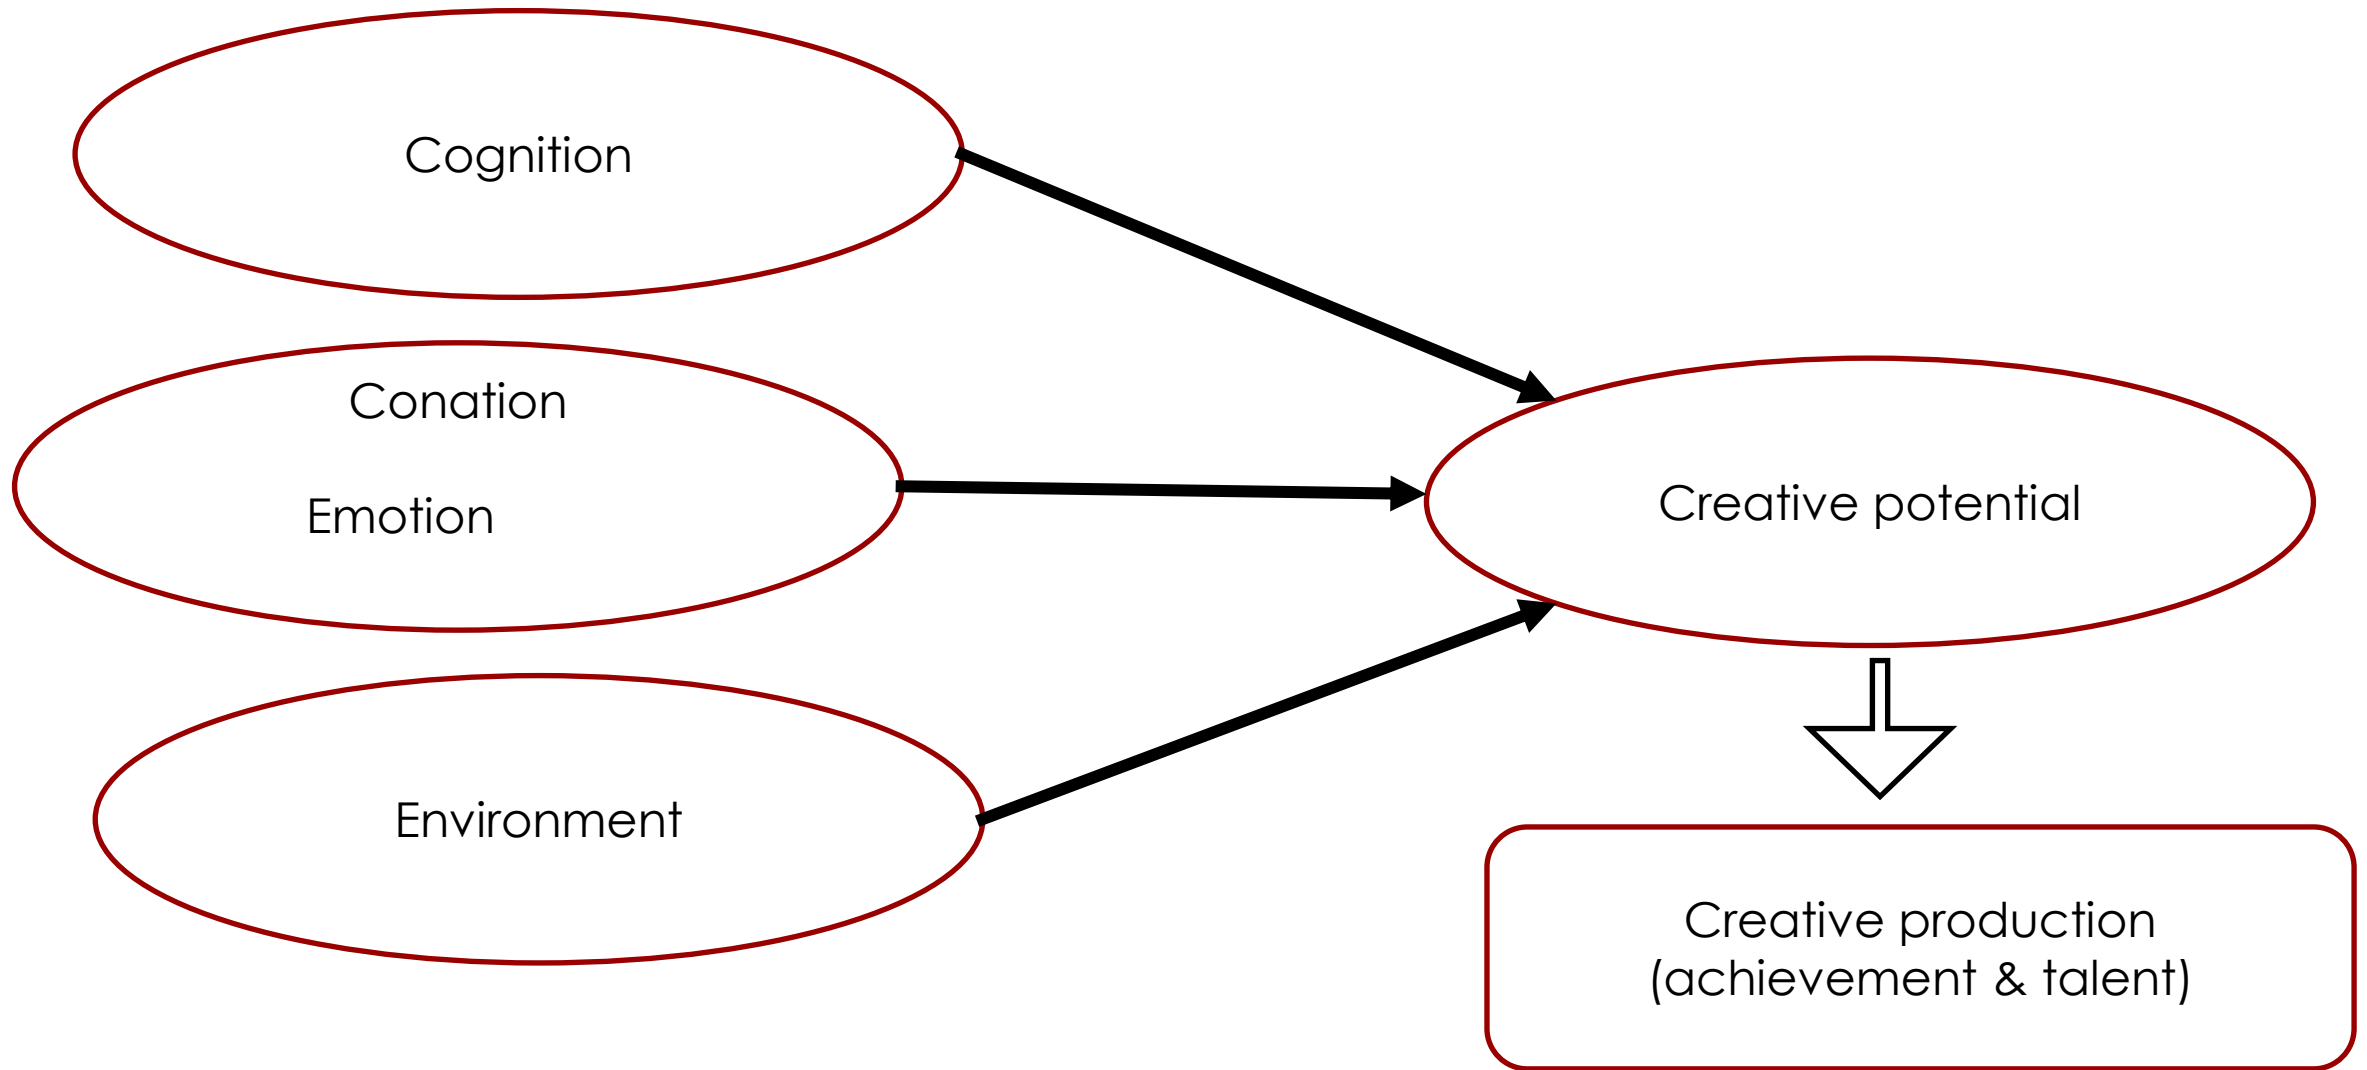 Cognition
Conation
Emotion
Environment
Creative potential
Creative production
(achievement & talent)